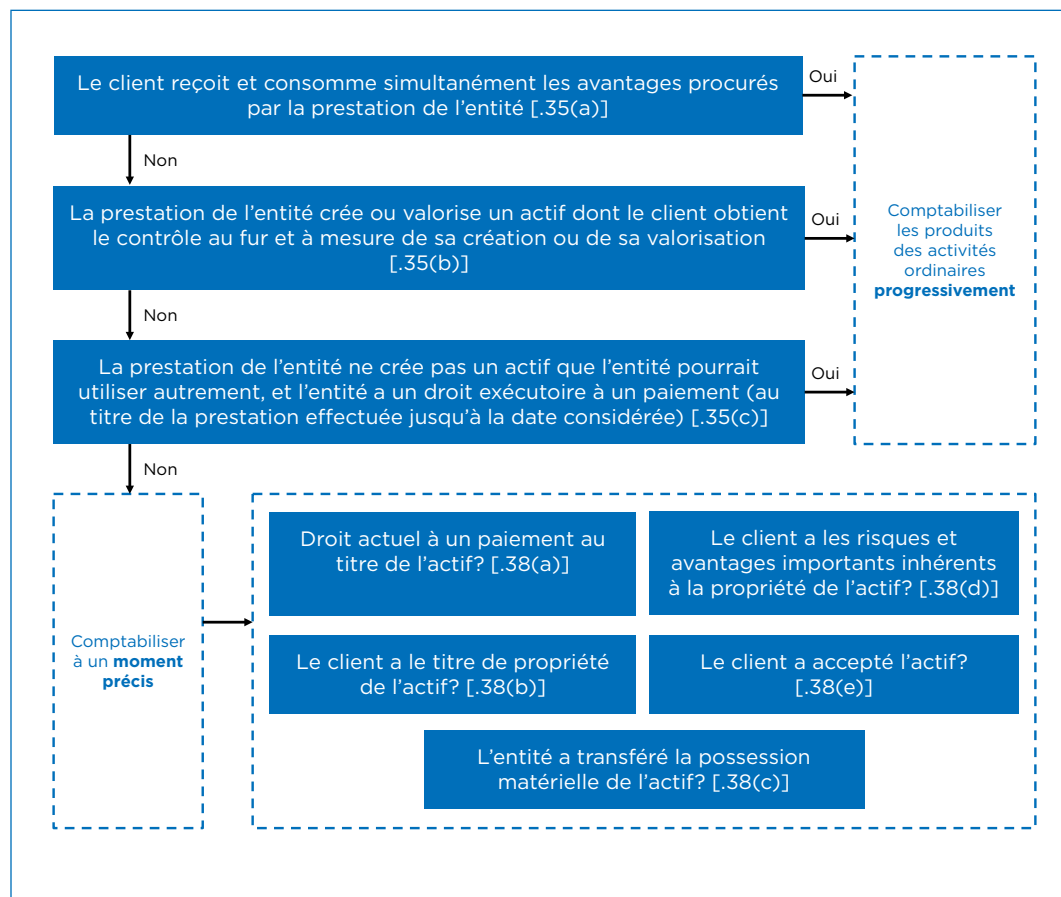 Le client reçoit et consomme simultanément les avantages procurés
par la prestation de l'entité [.35(a)]
Oui
Non
La prestation de l'entité crée ou valorise un actif dont le client obtient
le contrôle au fur et à mesure de sa création ou de sa valorisation
[.35(b)]
Oui
Comptabiliser
les produits
des activités
ordinaires
progressivement
Non
La prestation de l'entité ne crée pas un actif que l'entité pourrait
utiliser autrement, et l'entité a un droit exécutoire à un paiement (au
titre de la prestation effectuée jusqu'à la date considérée) [.35(c)]
Oui
Non
Comptabiliser
à un moment
précis
Droit actuel à un paiement au
titre de l'actif? [.38(a)]
Le client a les risques et
avantages importants inhérents
à la propriété de l'actif? [.38(d)]
Le client a le titre de propriété
de l'actif? [.38(b)]
Le client a accepté l'actif?
[.38(e)]
L'entité a transféré la possession
matérielle de l'actif? [.38(c)]